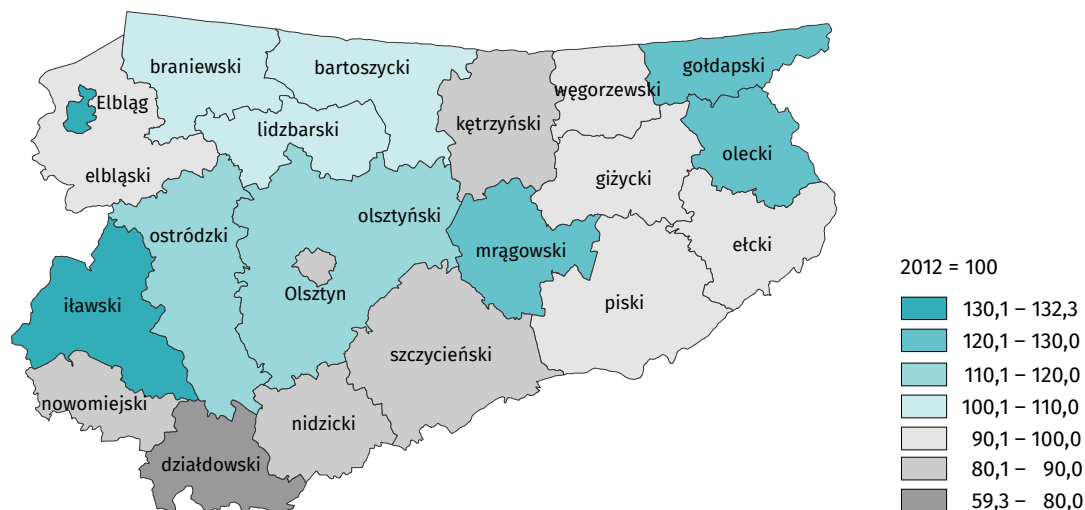 braniewski
bartoszycki
gołdapski
Elbląg
węgorzewski
kętrzyński
lidzbarski
olecki
elbląski
giżycki
olsztyński
ostródzki
mrągowski
ełcki
Olsztyn
iławski
piski
szczycieński
nowomiejski
nidzicki
działdowski
2012 = 100
130,1 – 132,3
120,1 – 130,0
110,1 – 120,0
100,1 – 110,0
90,1 – 100,0
80,1 – 90,0
59,3 – 80,0